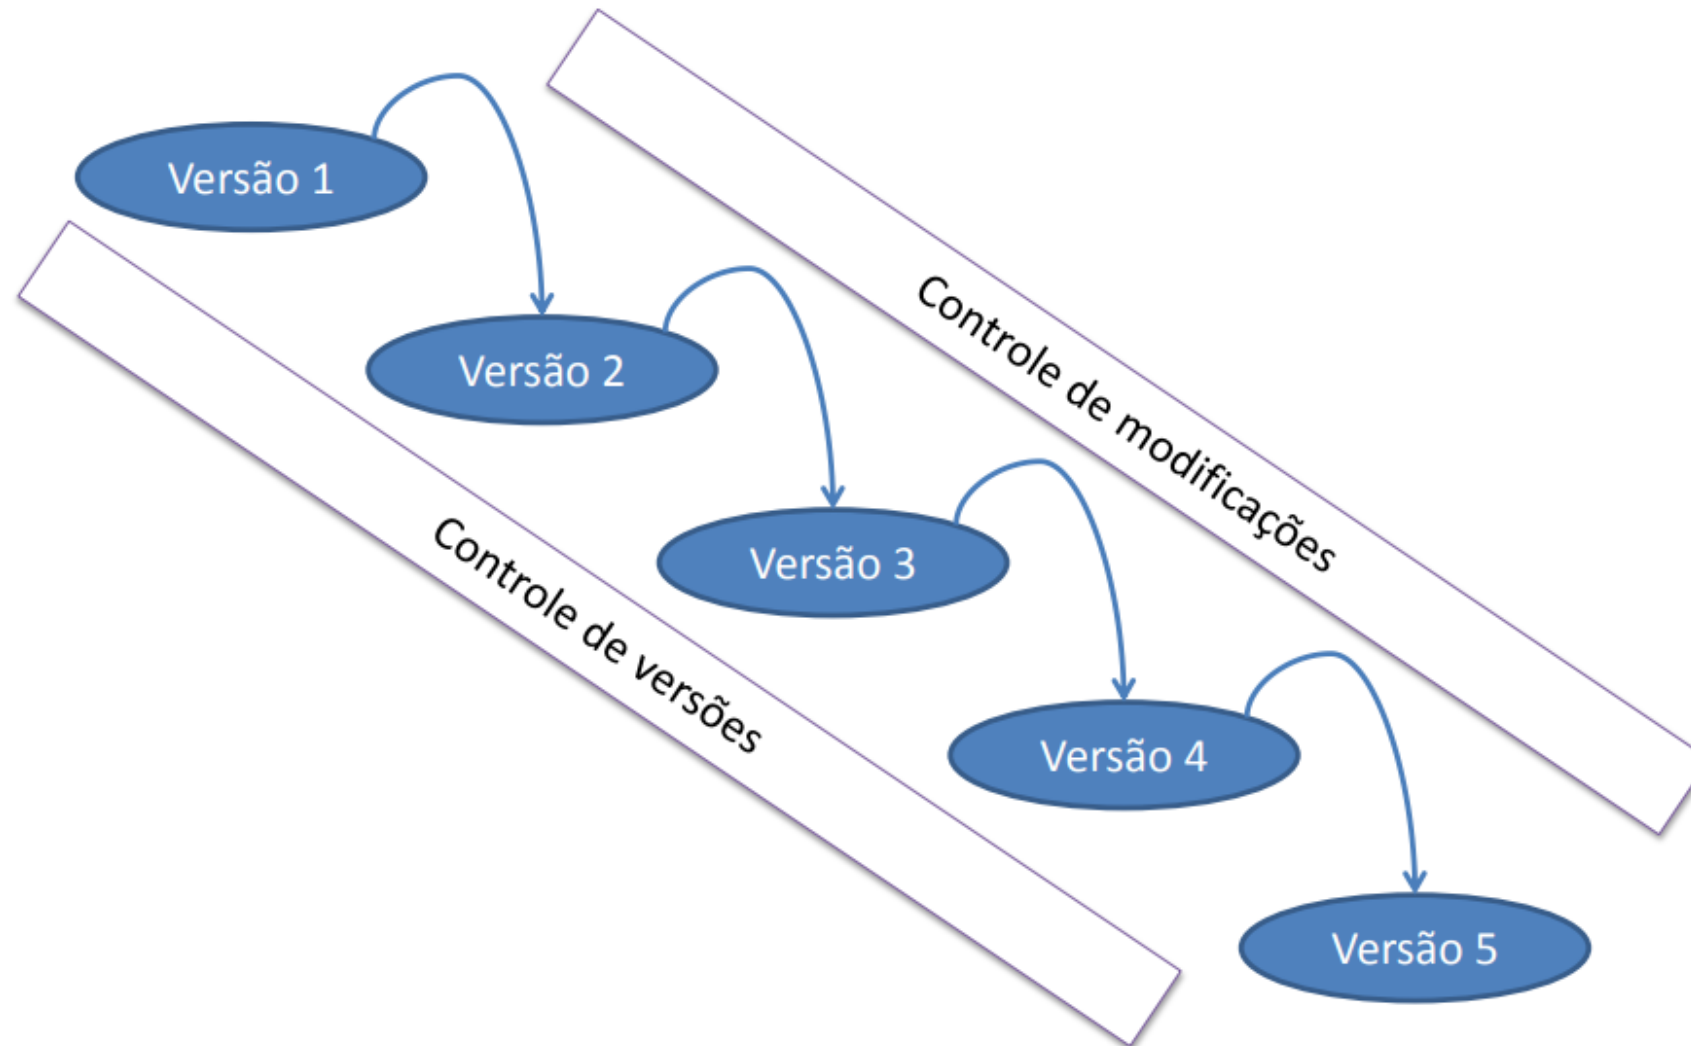 Versão 1
Versão 2
Controle de modificações
Versão 3
Controle de versões
Versão 4
Versão 5